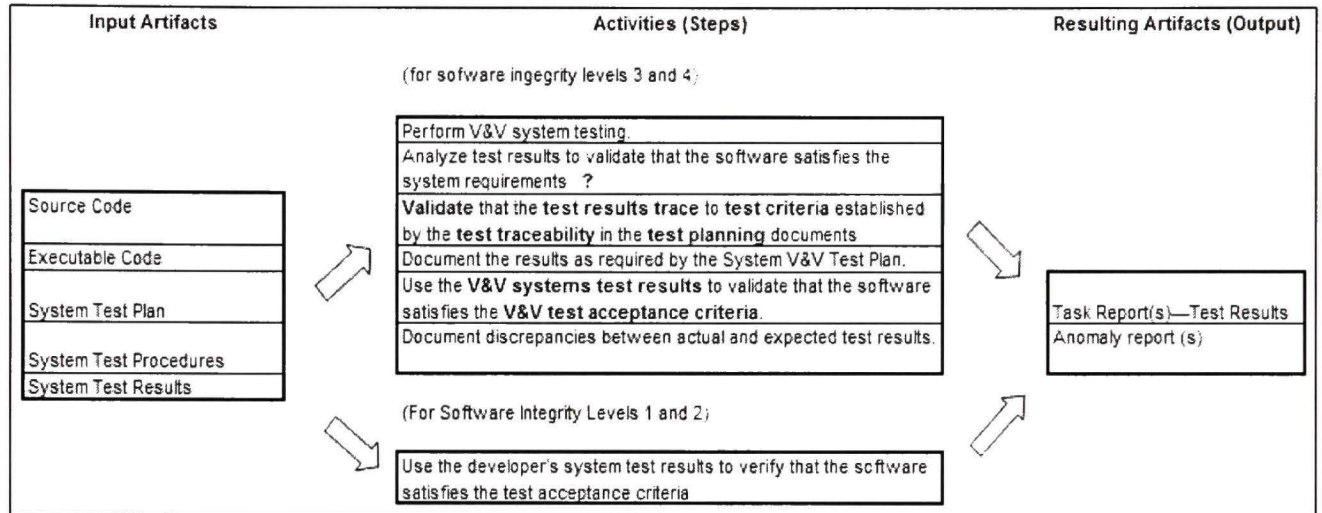 Input Artifacts
Activities (Steps)
Resulting Artifacts (Output)
(for sofware ingegrity levels 3 and 4)
Source Code
Executable Code
System Test Plan
System Test Procedures
System Test Results
Perform V&V system testing.
Analyze test results to validate that the software satisfies the
system requirements ?
Validate that the test results trace to test criteria established
by the test traceability in the test planning documents
Document the results as required by the System V&V Test Plan.
Use the V&V systems test results to validate that the software
satisfies the V&V test acceptance criteria.
Document discrepancies between actual and expected test results.
(For Software Integrity Levels 1 and 2)
Use the developer's system test results to verify that the software
satisfies the test acceptance criteria
Task Report(s)—Test Results
Anomaly report (s)